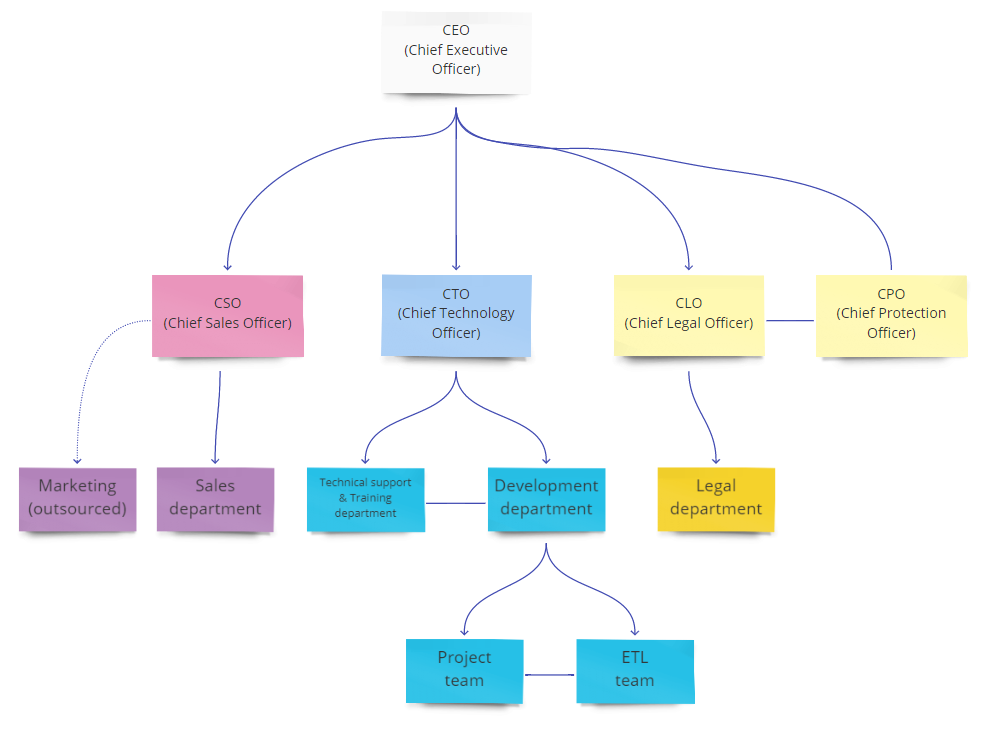 CEO
(Chief Executive
Officer)
CSO
(Chief Sales Officer)
CTO
(Chief Technology
Officer)
CLO
(Chief Legal Officer)
CPO
(Chief Protection
Officer)
Marketing
(outsourced)
Sales
department
Technical support
& Training
department
Development
department
Legal
department
Project
team
ETL
team